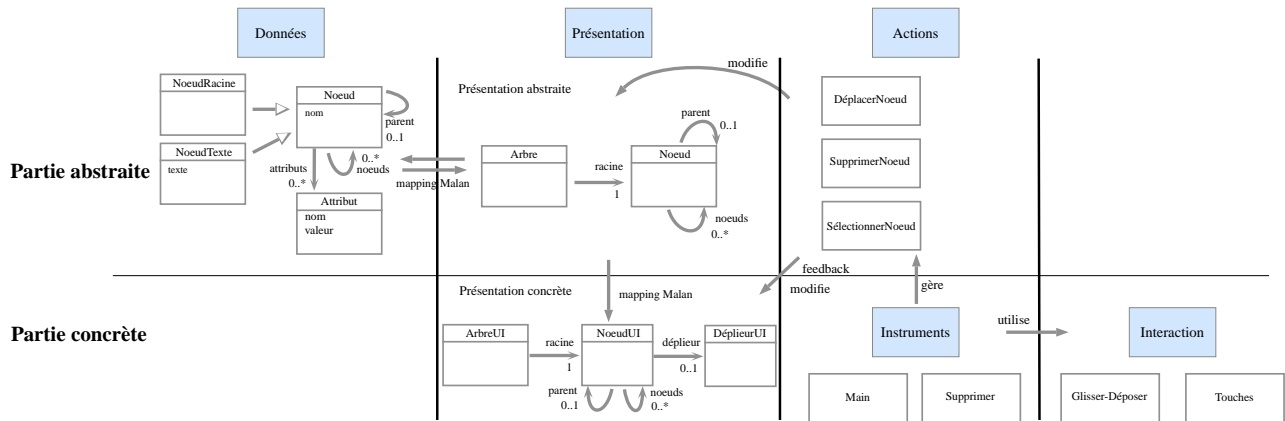 Données
Présentation
Actions
Partie abstraite
NoeudRacine
NoeudTexte
texte
Noeud
nom
parent
0..1
0..*
noeuds
attributs
0..*
Attribut
nom
valeur
mapping Malan
Présentation abstraite
Arbre
racine
1
Noeud
parent
0..1
noeuds
0..*
modifie
DéplacerNoeud
SupprimerNoeud
SélectionnerNoeud
feedback
modifie
gère
mapping Malan
Partie concrète
Présentation concrète
ArbreUI
racine
1
NoeudUI
parent
0..1
noeuds
0..*
déplieur
0..1
DéplieurUI
Instruments
utilise
Interaction
Main
Supprimer
Glisser-Déposer
Touches